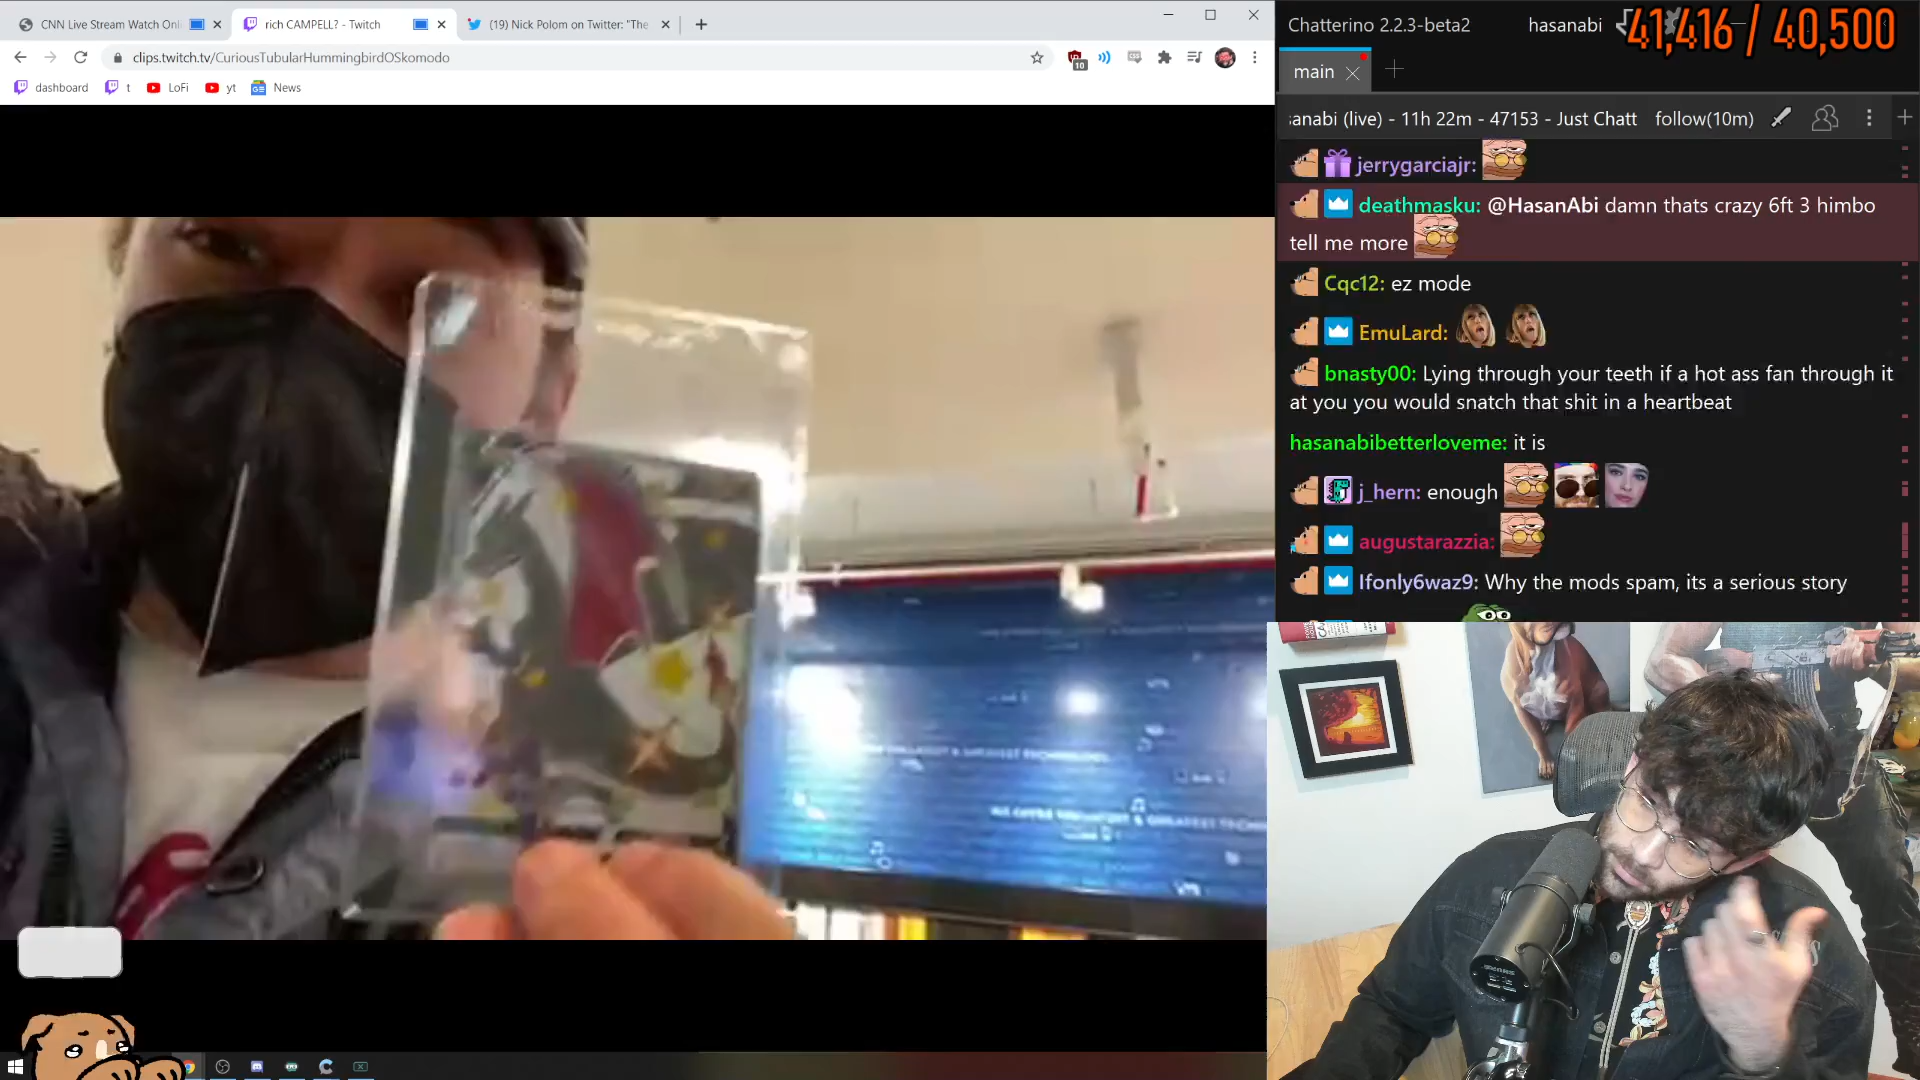 CNN Live Stream Watch Onl
rich CAMPELL? - Twitch
(19) Nick Polom on Twitter: "The
clips.twitch.tv/CuriousTubularHummingbirdOSkomodo
10
dashboard
t
LoFi
yt
News
Chatterino 2.2.3-beta2
hasanabi
41,416 / 40,500
main
anabi (live) - 11h 22m - 47153 - Just Chatt
follow(10m)
jerrygarciajr:
deathmasku: @HasanAbi damn thats crazy 6ft 3 himbo
tell me more
Cqc12: ez mode
EmuLard:
bnasty00: Lying through your teeth if a hot ass fan through it
at you you would snatch that shit in a heartbeat
hasanabibetterloveme: it is
j_hern: enough
augustarazzia:
Ifonly6waz9: Why the mods spam, its a serious story